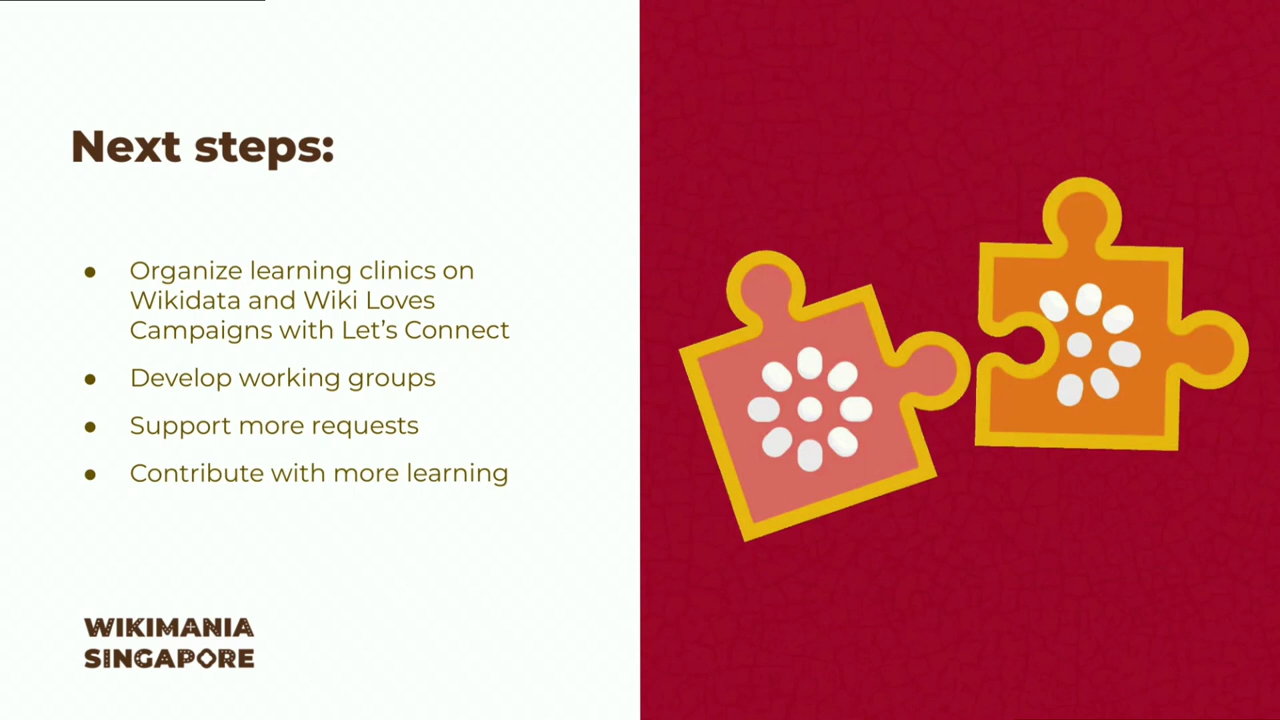 Next steps:
● Organize learning clinics on
Wikidata and Wiki Loves
Campaigns with Let’s Connect
● Develop working groups
● Support more requests
● Contribute with more learning
WIKIMANIA
SINGAPORE